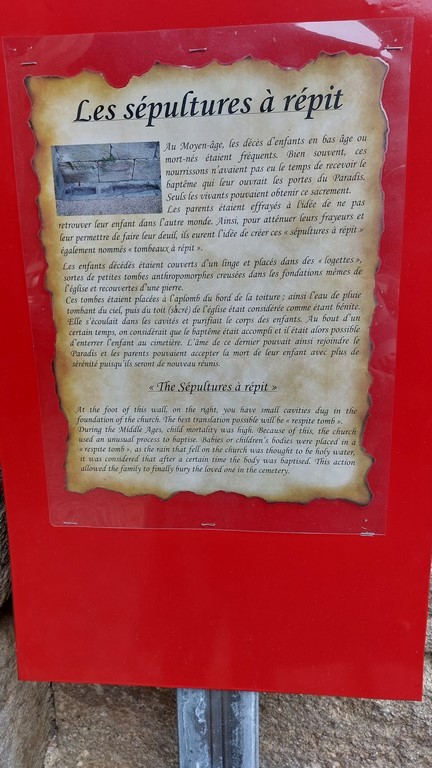 Les sépultures à répit
Au Moyen-âge, les décès d'enfants en bas âge ou
mort-nés étaient fréquents. Bien souvent, ces
nourrissons n'avaient pas eu le temps de recevoir le
baptême qui leur ouvrait les portes du Paradis.
Seuls les vivants pouvaient obtenir ce sacrement.
Les parents étaient effrayés à l'idée de ne pas
retrouver leur enfant dans l'autre monde. Ainsi, pour atténuer leurs frayeurs et
leur permettre de faire leur deuil, ils eurent l'idée de créer ces « sépultures à répit »
également nommés « tombeaux à répit ».
Les enfants décédés étaient couverts d'un linge et placés dans des « logettes »,
sortes de petites tombes anthropomorphes creusées dans les fondations mêmes de
l'église et recouvertes d'une pierre.
Ces tombes étaient placées à l'aplomb du bord de la toiture ; ainsi l'eau de pluie
tombant du ciel, puis du toit (sacré) de l'église était considérée comme étant bénite.
Elle s'écoulait dans les cavités et purifiait le corps des enfants. Au bout d'un
certain temps, on considérait que le baptême était accompli et il était alors possible
d'enterrer l'enfant au cimetière. L'âme de ce dernier pouvait ainsi rejoindre le
Paradis et les parents pouvaient accepter la mort de leur enfant avec plus de
sérénité puisqu'ils seront de nouveau réunis.
« The Sépultures à répit »
At the foot of this wall, on the right, you have small cavities dug in the
foundation of the church. The best translation possible will be « respite tomb ».
During the Middle Ages, child mortality was high. Because of this, the church
used an unusual process to baptise. Babies or children's bodies were placed in a
« respite tomb », as the rain that fell on the church was thought to be holy water,
it was considered that after a certain time the body was baptised. This action
allowed the family to finally bury the loved one in the cemetery.